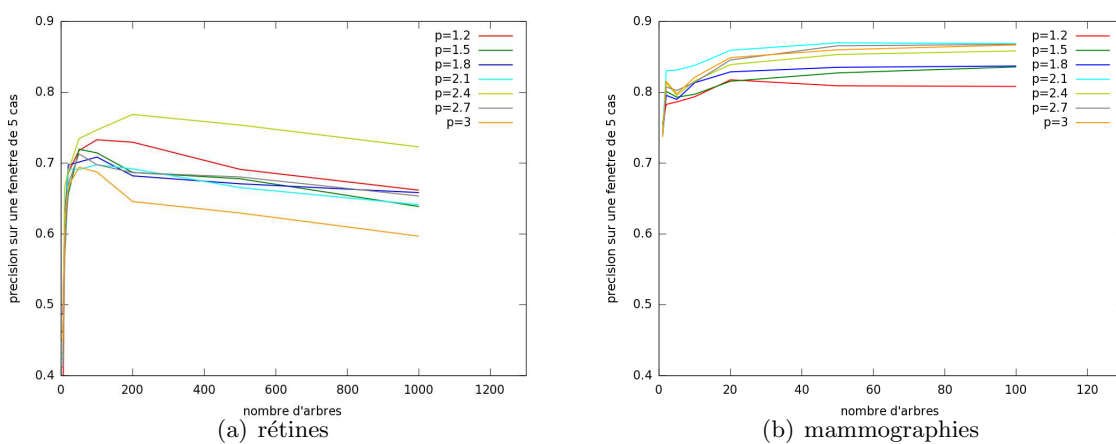 precision sur une fenetre de 5 cas
0.9
0.8
0.7
0.6
0.5
0.4
p=1.2
p=1.5
p=1.8
p=2.1
p=2.4
p=2.7
p=3
0 200 400 600 800 1000 1200
nombre d'arbres
(a) rétines
precision sur une fenetre de 5 cas
0.9
0.8
0.7
0.6
0.5
0.4
p=1.2
p=1.5
p=1.8
p=2.1
p=2.4
p=2.7
p=3
0 20 40 60 80 100 120
nombre d'arbres
(b) mammographies